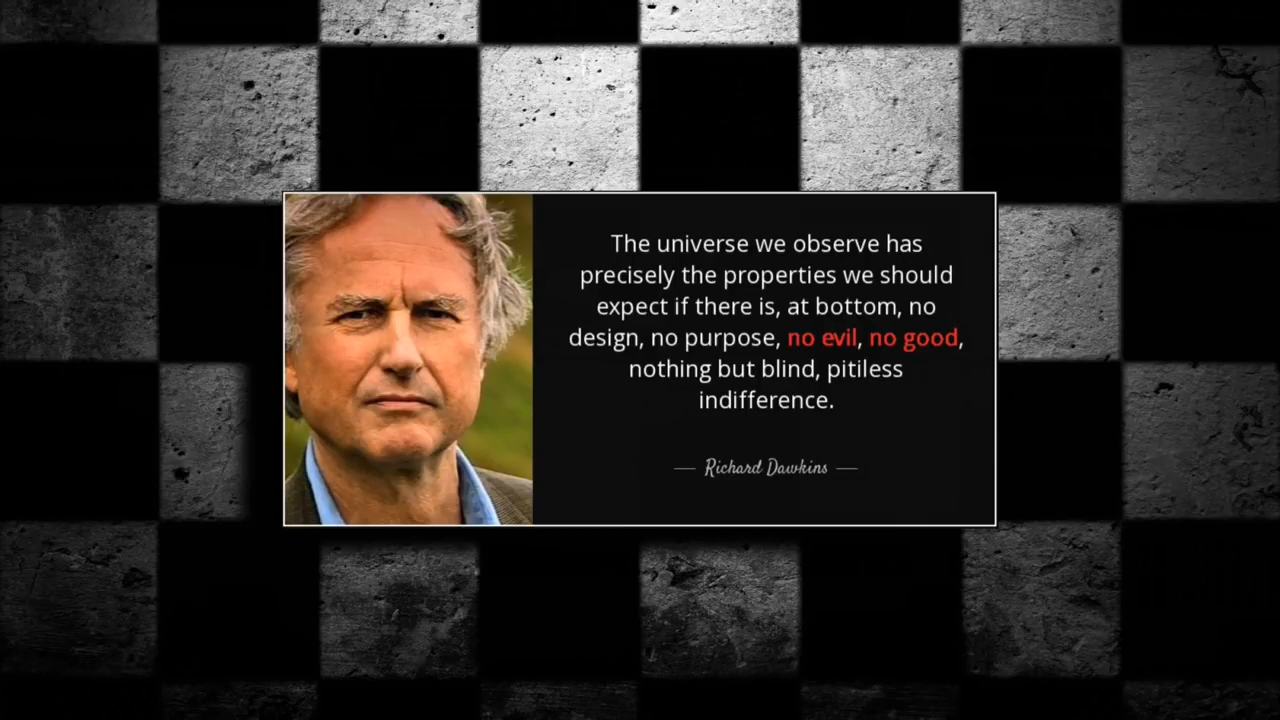 The universe we observe has
precisely the properties we should
expect if there is, at bottom, no
design, no purpose, no evil, no good,
nothing but blind, pitiless
indifference.
— Richard Dawkins —